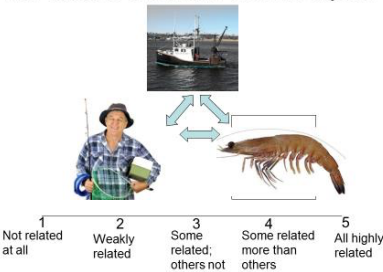 1 2 3 4 5
Not related at all
Weakly related
Some related; others not
Some related more than others
All highly related